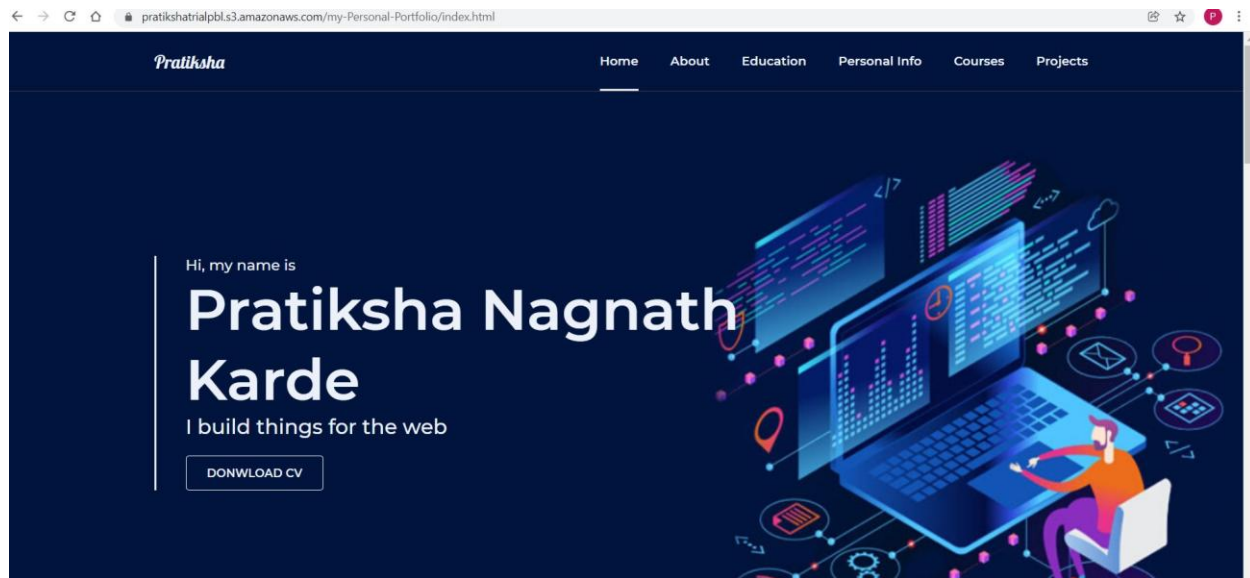 pratikshatrialpbl.s3.amazonaws.com/my-Personal-Portfolio/index.html
P
Pratiksha
Home About Education Personal Info Courses Projects
Hi, my name is
Pratiksha Nagnath
Karde
I build things for the web
DONWLOAD CV